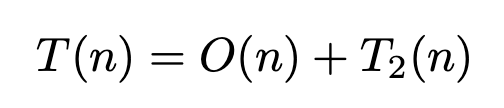 T(n) = O(n) + T₂(n)